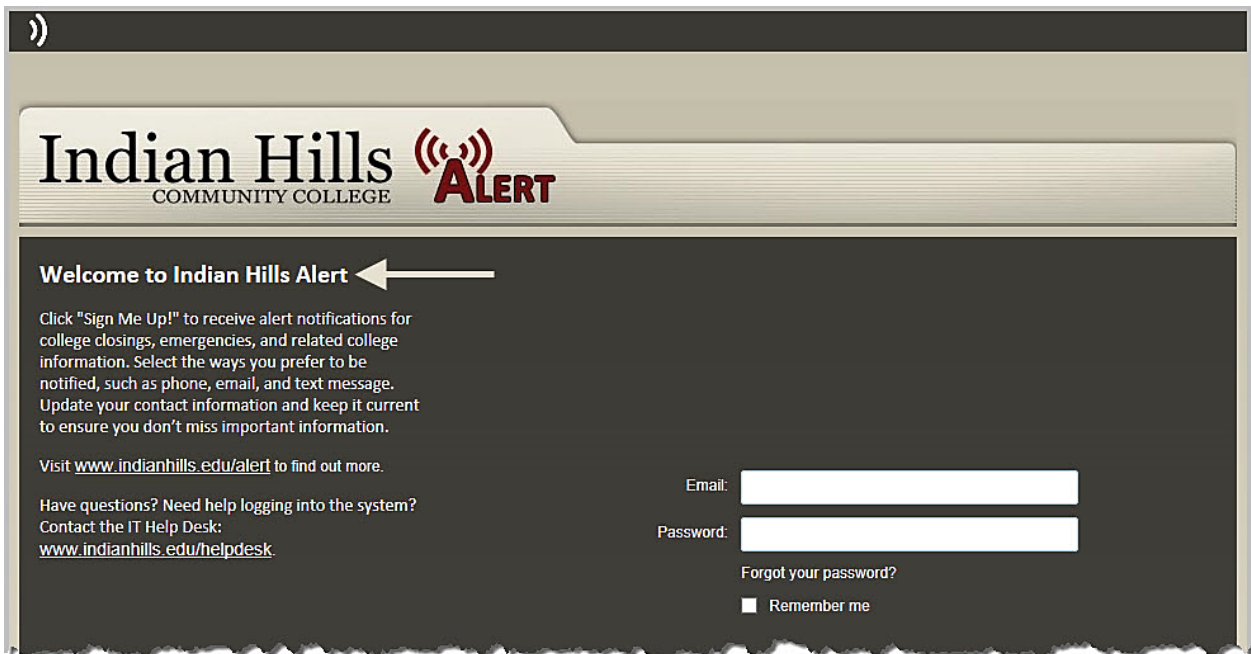 Indian Hills
COMMUNITY COLLEGE
ALERT
Welcome to Indian Hills Alert
Click "Sign Me Up!" to receive alert notifications for
college closings, emergencies, and related college
information. Select the ways you prefer to be
notified, such as phone, email, and text message.
Update your contact information and keep it current
to ensure you don’t miss important information.
Visit www.indianhills.edu/alert to find out more.
Have questions? Need help logging into the system?
Contact the IT Help Desk:
www.indianhills.edu/helpdesk.
Email:
Password:
Forgot your password?
Remember me